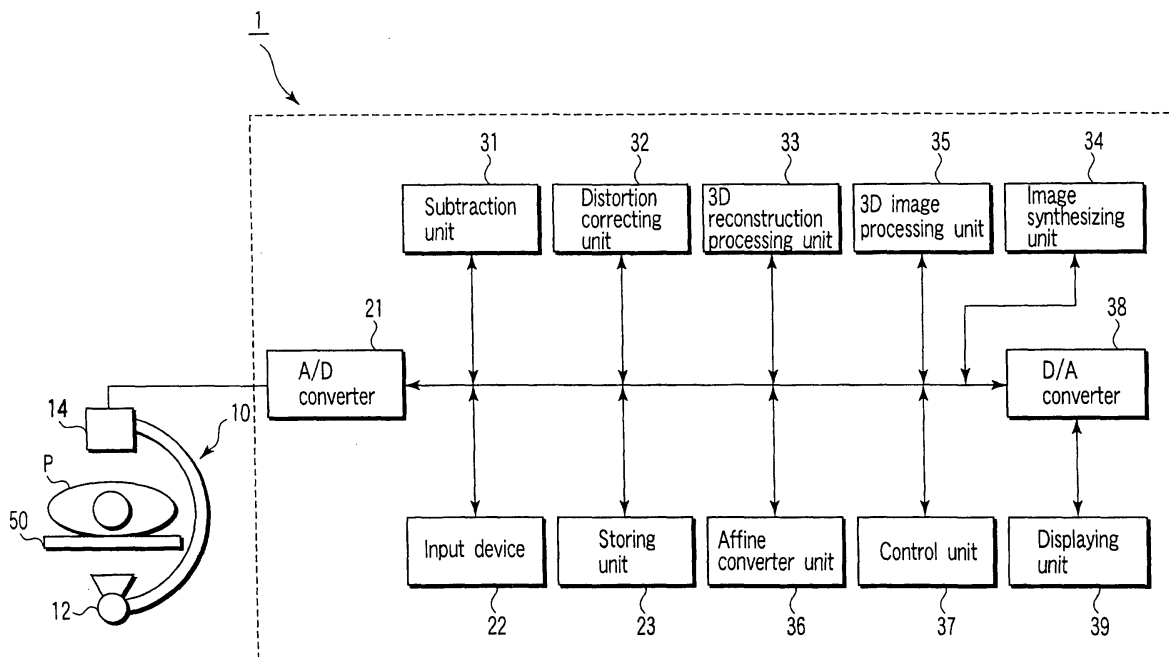 1
31
32
33
35
34
Subtraction
unit
Distortion
correcting
unit
3D
reconstruction
processing unit
3D image
processing unit
Image
synthesizing
unit
21
38
A/D
converter
D/A
converter
14
10
P
50
12
Input device
Storing
unit
Affine
converter unit
Control unit
Displaying
unit
22
23
36
37
39